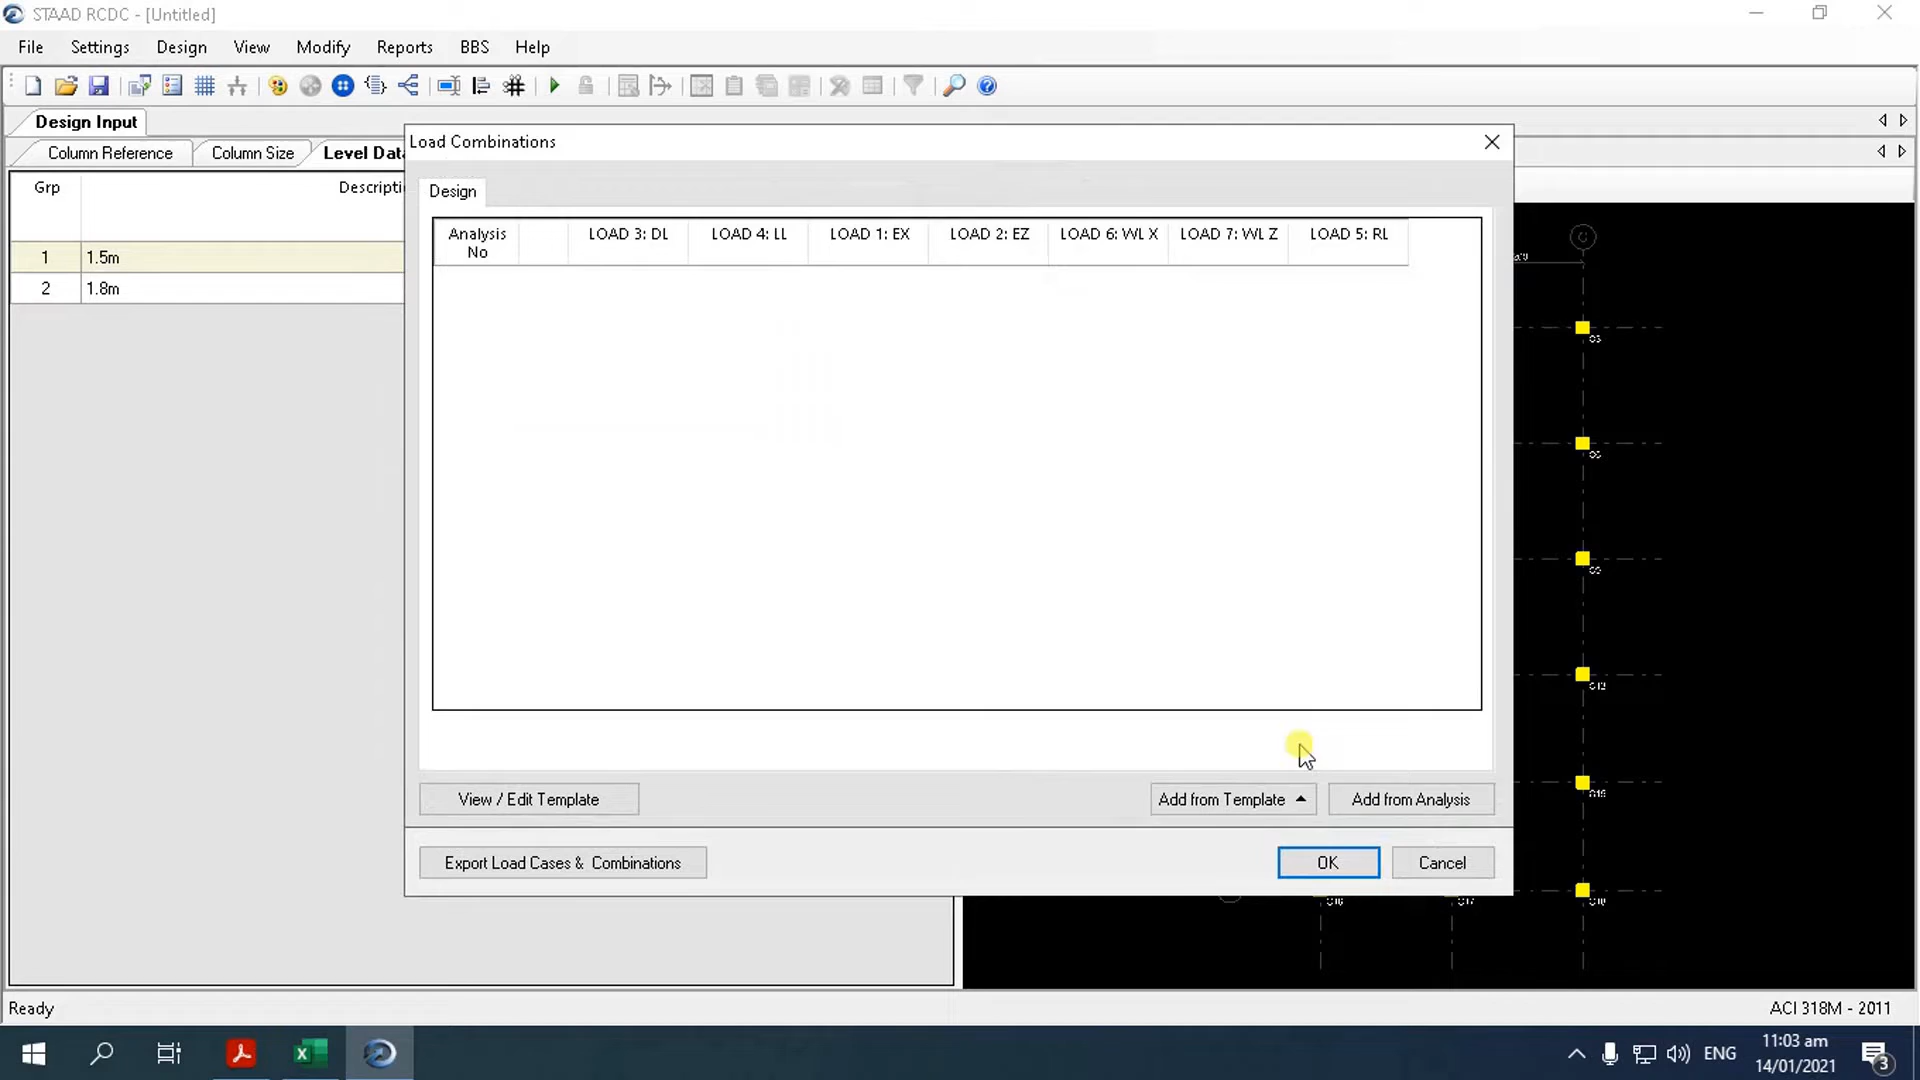 STAAD RCDC - [Untitled]
File Settings Design View Modify Reports BBS Help
Design Input
Column Reference Column Size Level Data
Grp Descripti
1 1.5m
2 1.8m
Load Combinations
Design
Analysis No LOAD 3: DL LOAD 4: LL LOAD 1: EX LOAD 2: EZ LOAD 6: WL X LOAD 7: WL Z LOAD 5: RL
View / Edit Template Add from Template Add from Analysis
Export Load Cases & Combinations OK Cancel
C16 C17 C18
Ready ACI 318M - 2011
ENG
11:03 am
14/01/2021
3